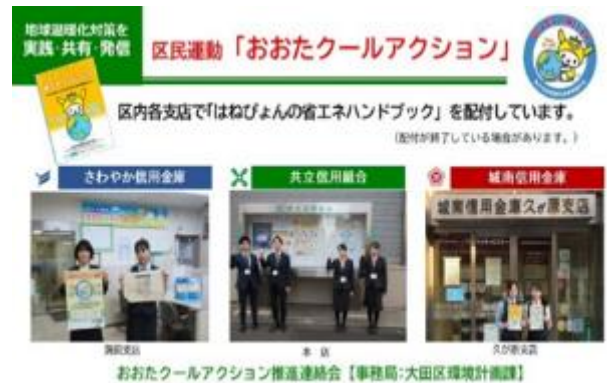 地球温暖化対策を
実践・共有・発信
区民運動「おおたクールアクション」
区内各支店で「はねぴょんの省エネハンドブック」を配付しています。
(配付が終了している場合があります。)
さわやか信用金庫
共立信用組合
城南信用金庫
城南信用金庫久が原支店
蒲田支店
本店
久が原支店
おおたクールアクション推進連絡会【事務局:大田区環境計画課】